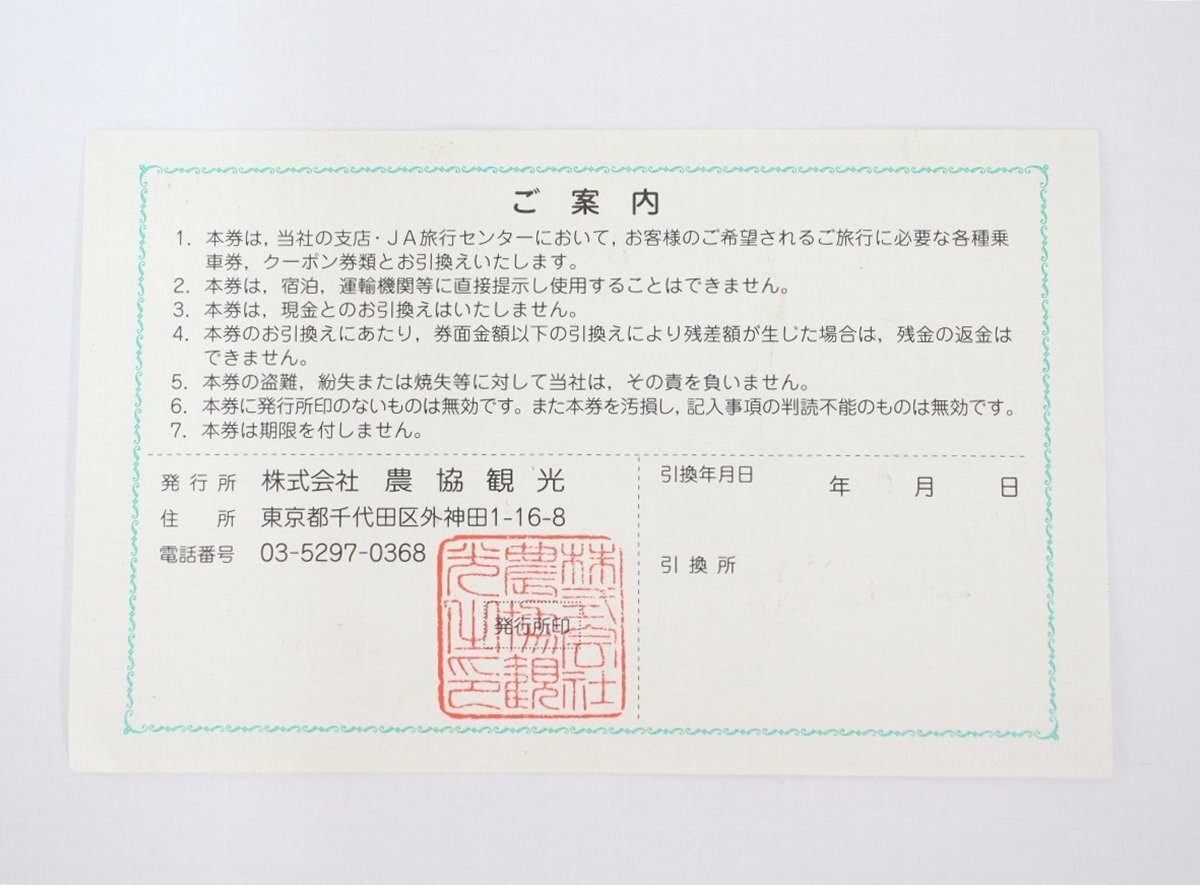 ご案内
1. 本券は，当社の支店・JA旅行センターにおいて，お客様のご希望されるご旅行に必要な各種乗
車券，クーポン券類とお引換えいたします。
2. 本券は，宿泊，運輸機関等に直接提示し使用することはできません。
3. 本券は，現金とのお引換えはいたしません。
4. 本券のお引換えにあたり，券面金額以下の引換えにより残差額が生じた場合は，残金の返金は
できません。
5. 本券の盗難，紛失または焼失等に対して当社は，その責を負いません。
6. 本券に発行所印のないものは無効です。また本券を汚損し，記入事項の判読不能のものは無効です。
7. 本券は期限を付しません。
発行所 株式会社 農協観光
住所 東京都千代田区外神田1-16-8
電話番号 03-5297-0368
発行所印
株式会社農協観光之印
引換年月日 年 月 日
引換所